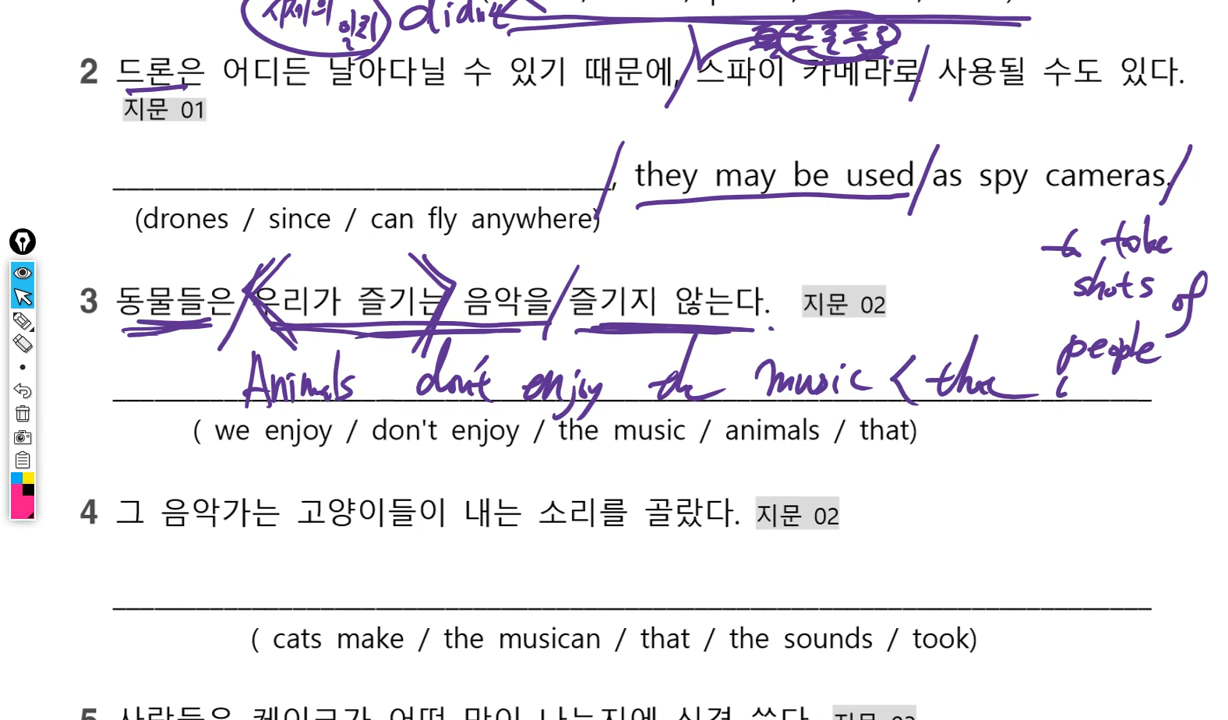 didn't
2 드론은 어디든 날아다닐 수 있기 때문에, 스파이 카메라로 사용될 수도 있다.
지문 01
____________________, they may be used as spy cameras.
(drones / since / can fly anywhere)
to take
shots of
people
3 동물들은 우리가 즐기는 음악을 즐기지 않는다. 지문 02
Animals don't enjoy the music < that
( we enjoy / don't enjoy / the music / animals / that)
4 그 음악가는 고양이들이 내는 소리를 골랐다. 지문 02
( cats make / the musican / that / the sounds / took)